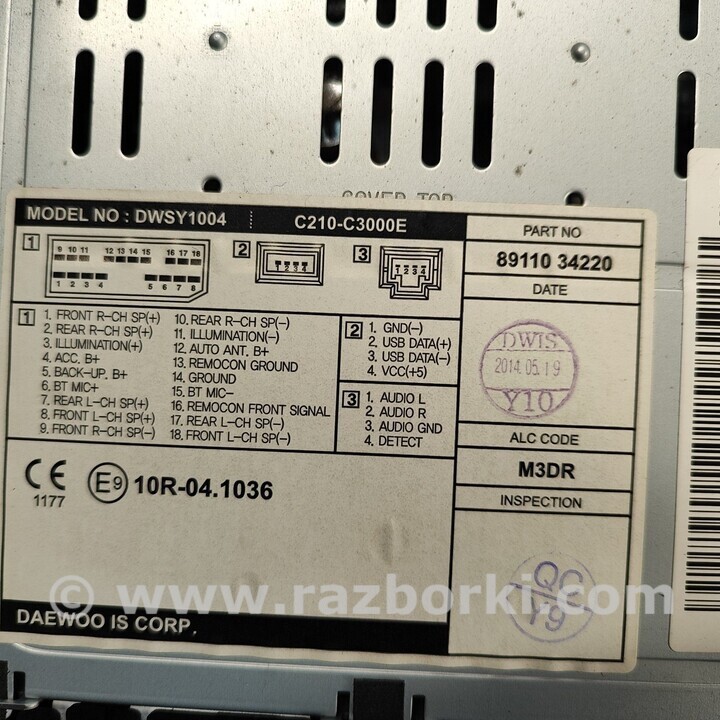 COVER TOP
MODEL NO : DWSY1004 C210-C3000E
PART NO
89110 34220
DATE
DWIS
2014.05.19
Y10
ALC CODE
M3DR
INSPECTION
QC
Y9
1
9 10 11 12 13 14 15 16 17 18
1 2 3 4 5 6 7 8
2
1 2 3 4
3
1 2 3 4
1
1. FRONT R-CH SP(+)
2. REAR R-CH SP(+)
3. ILLUMINATION(+)
4. ACC. B+
5. BACK-UP. B+
6. BT MIC+
7. REAR L-CH SP(+)
8. FRONT L-CH SP(+)
9. FRONT R-CH SP(-)
10. REAR R-CH SP(-)
11. ILLUMINATION(-)
12. AUTO ANT. B+
13. REMOCON GROUND
14. GROUND
15. BT MIC-
16. REMOCON FRONT SIGNAL
17. REAR L-CH SP(-)
18. FRONT L-CH SP(-)
2
1. GND(-)
2. USB DATA(+)
3. USB DATA(-)
4. VCC(+5)
3
1. AUDIO L
2. AUDIO R
3. AUDIO GND
4. DETECT
CE
1177
E9 10R-04.1036
© www.razborki.com
DAEWOO IS CORP.